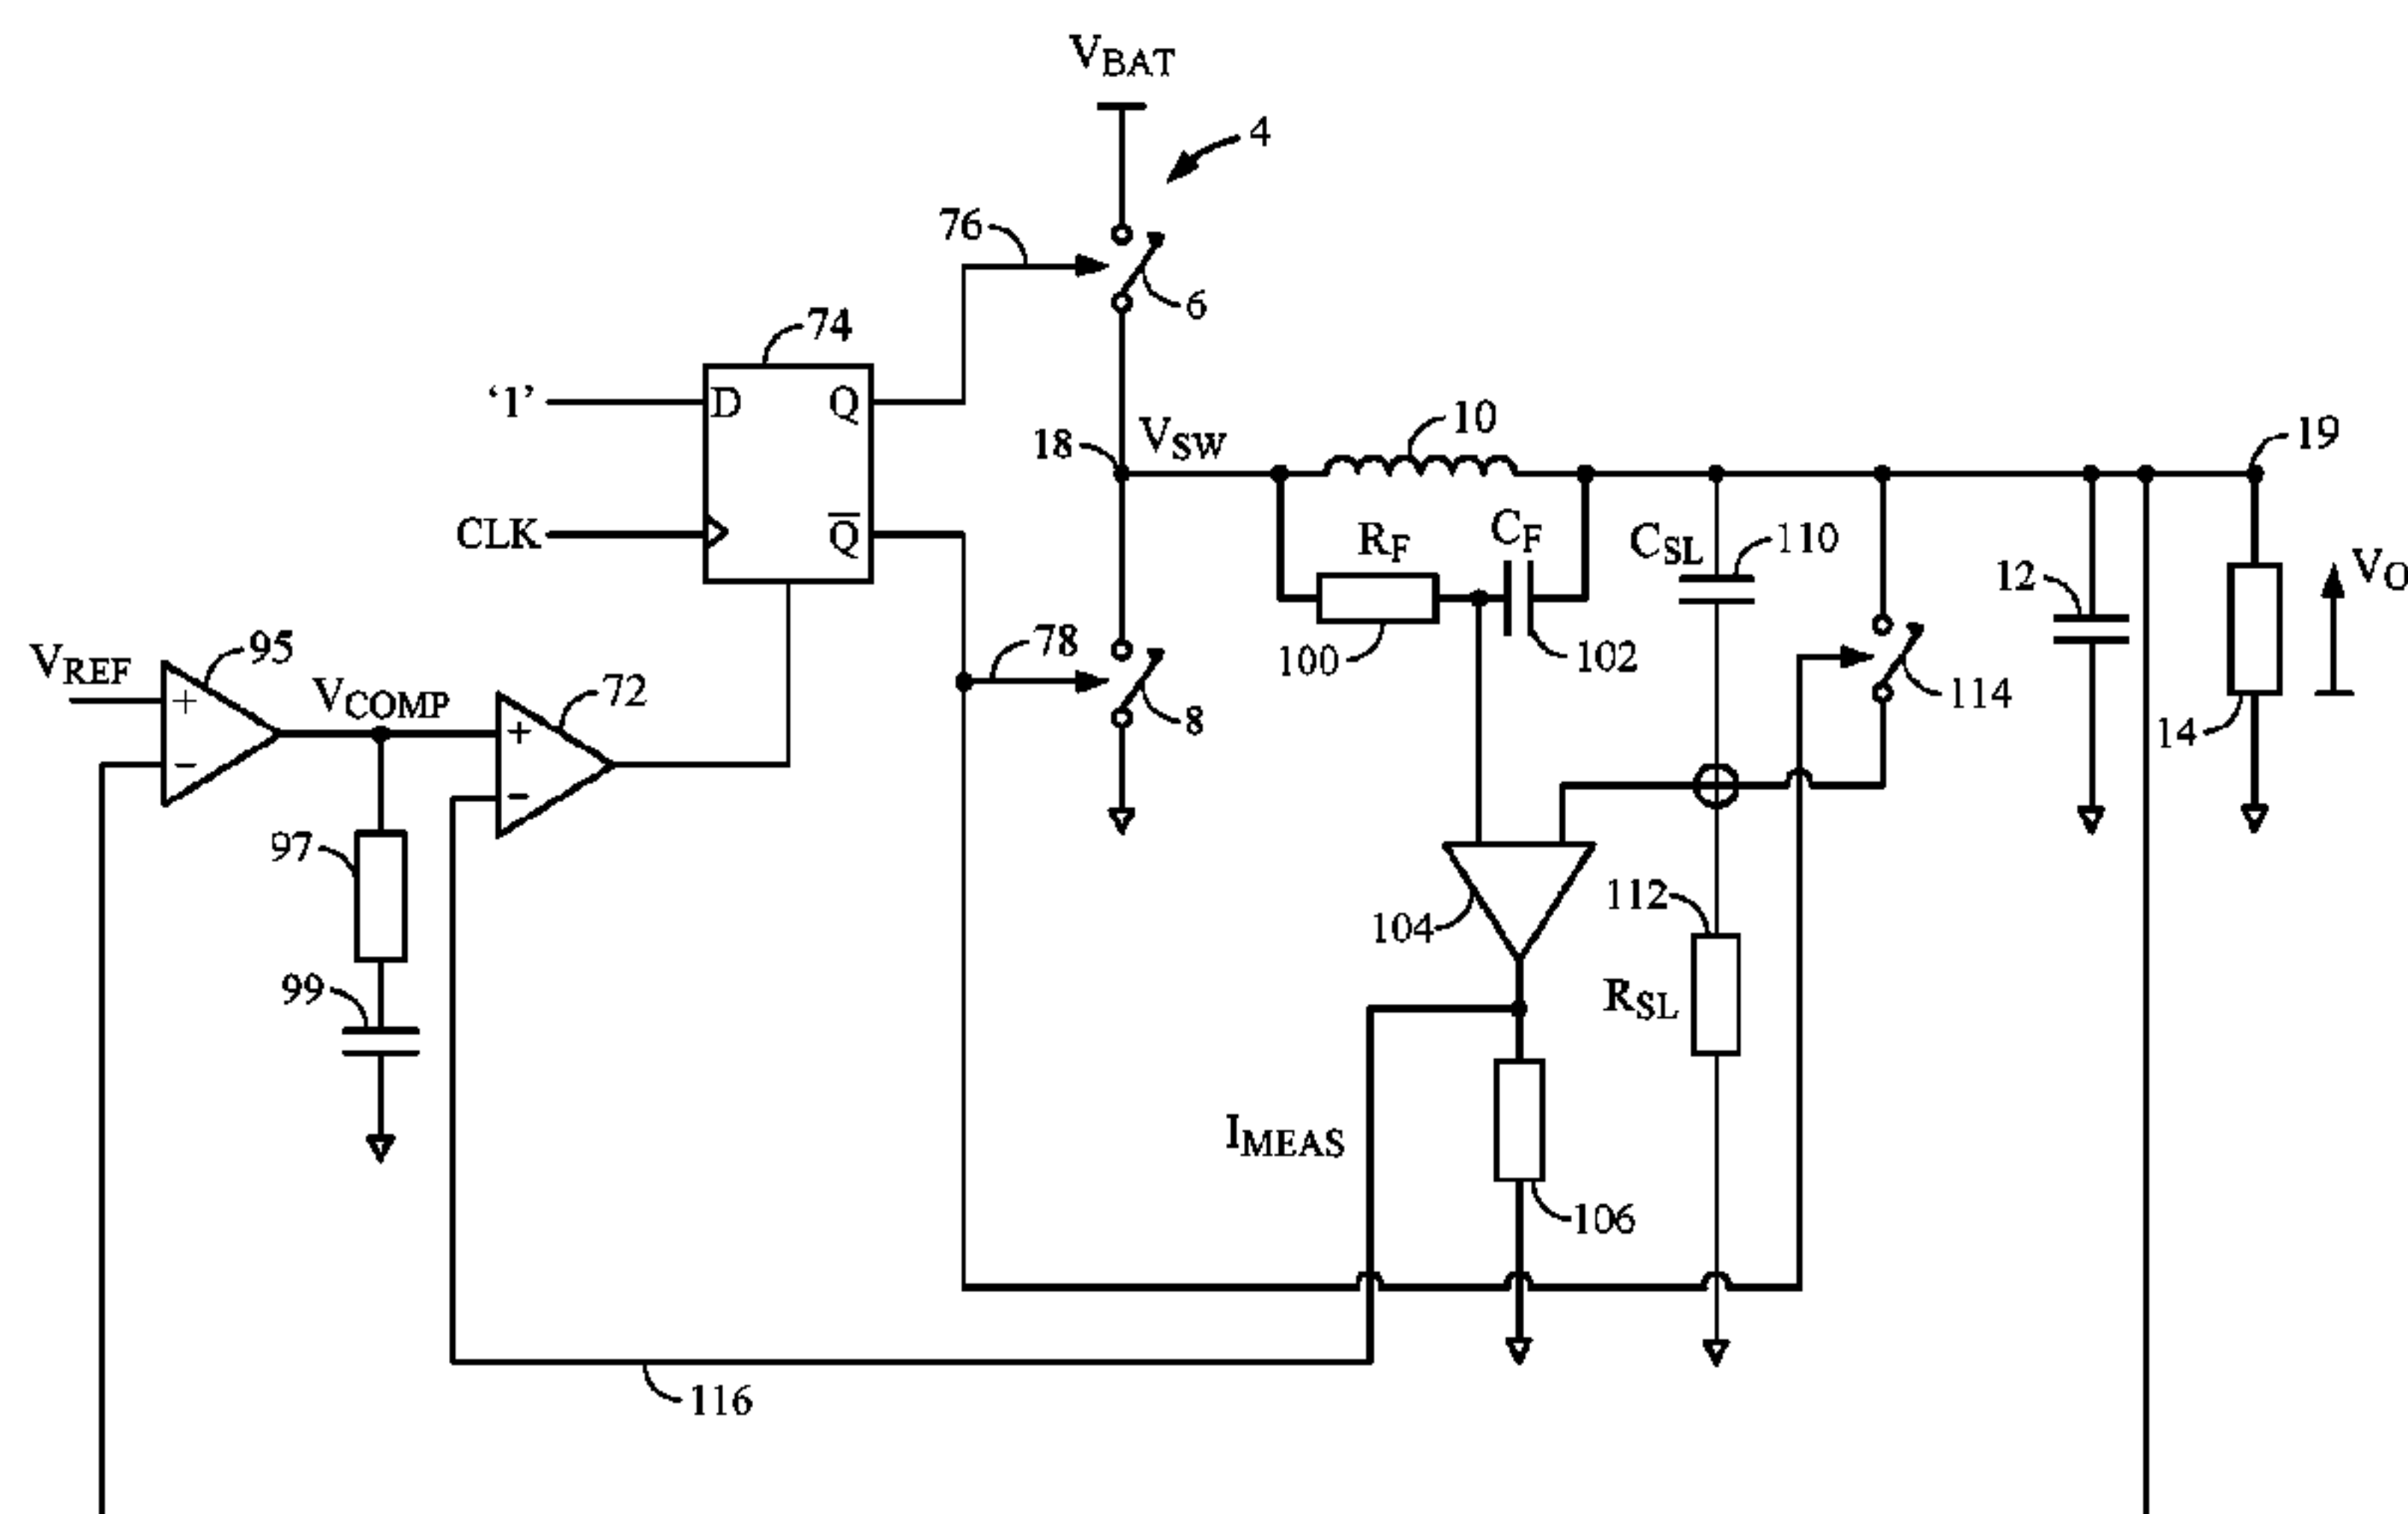 VBAT
4
76
6
74
'1'
D
Q
CLK
Q̅
18
VSW
10
19
RF
CF
CSL
110
12
VO
100
102
78
8
114
14
VREF
95
+
−
VCOMP
72
+
−
97
99
104
112
RSL
IMEAS
106
116